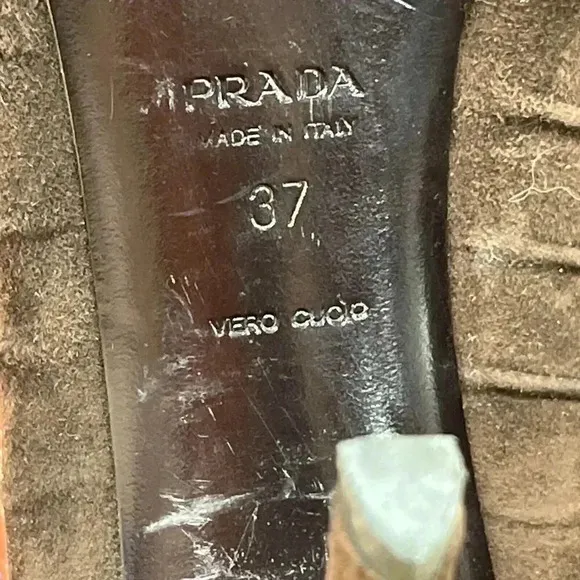 PRADA
MADE IN ITALY
37
VERO CUOIO